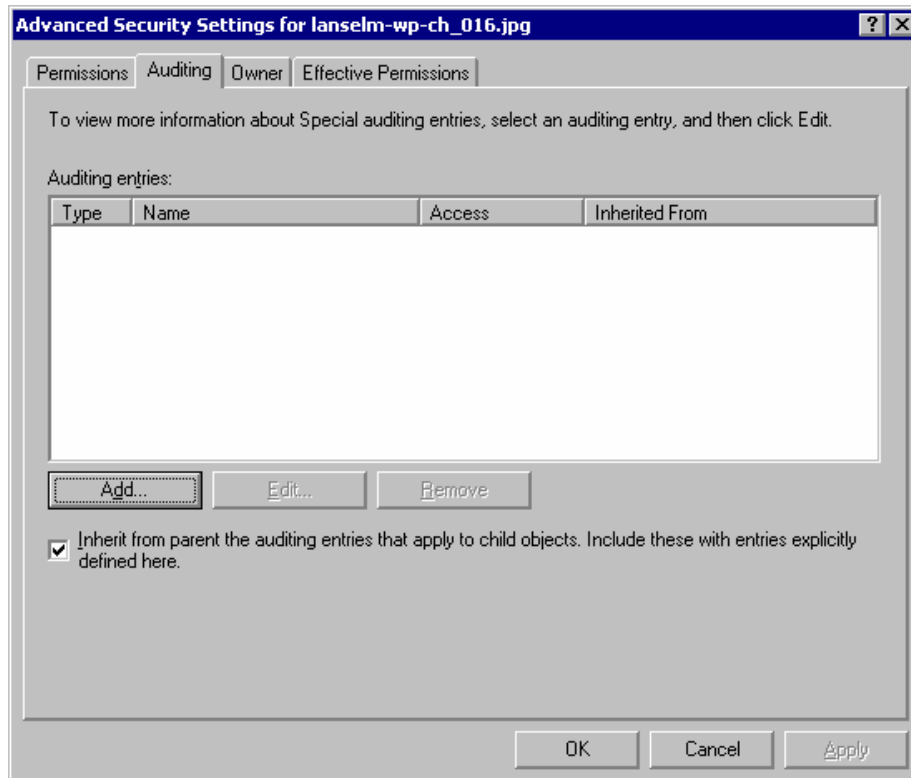 Advanced Security Settings for lanselm-wp-ch_016.jpg
Permissions Auditing Owner Effective Permissions
To view more information about Special auditing entries, select an auditing entry, and then click Edit.
Auditing entries:
Type Name Access Inherited From
Add... Edit... Remove
Inherit from parent the auditing entries that apply to child objects. Include these with entries explicitly
defined here.
OK Cancel Apply